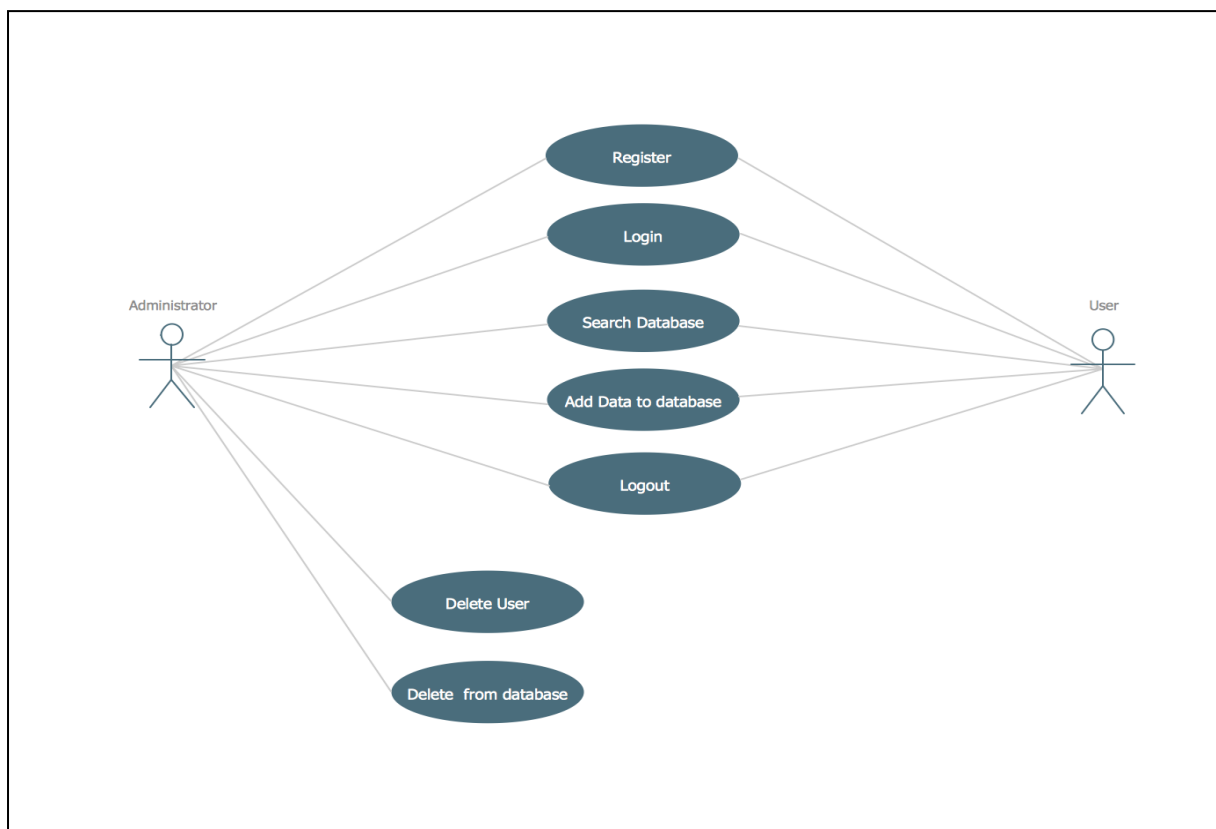 Register
Login
Administrator
User
Search Database
Add Data to database
Logout
Delete User
Delete  from database